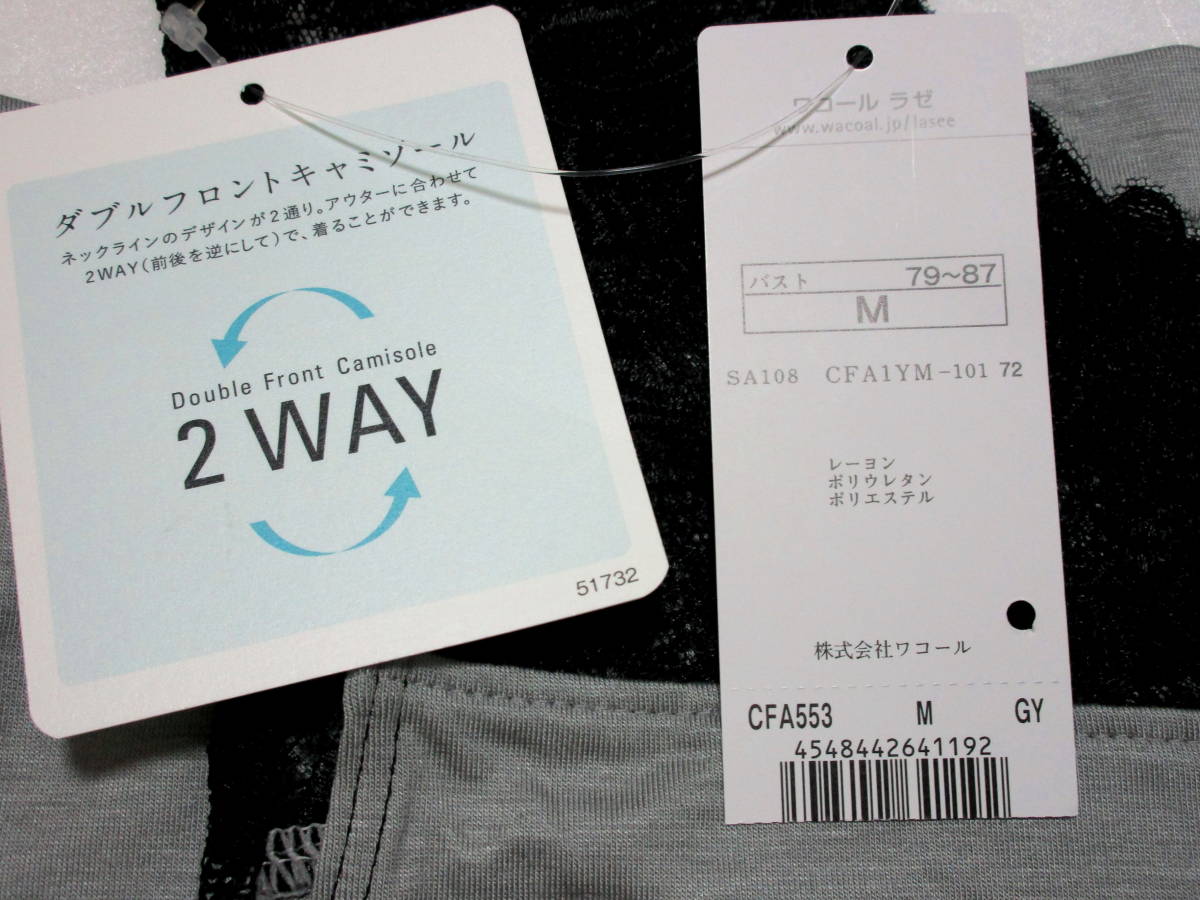 ダブルフロントキャミソール
ネックラインのデザインが2通り。アウターに合わせて
2WAY(前後を逆にして)で、着ることができます。
Double Front Camisole
2 WAY
51732
ワコール ラゼ
www.wacoal.jp/lasee
バスト 79~87
M
SA108 CFA1YM-101 72
レーヨン
ポリウレタン
ポリエステル
株式会社ワコール
CFA553 M GY
4548442641192